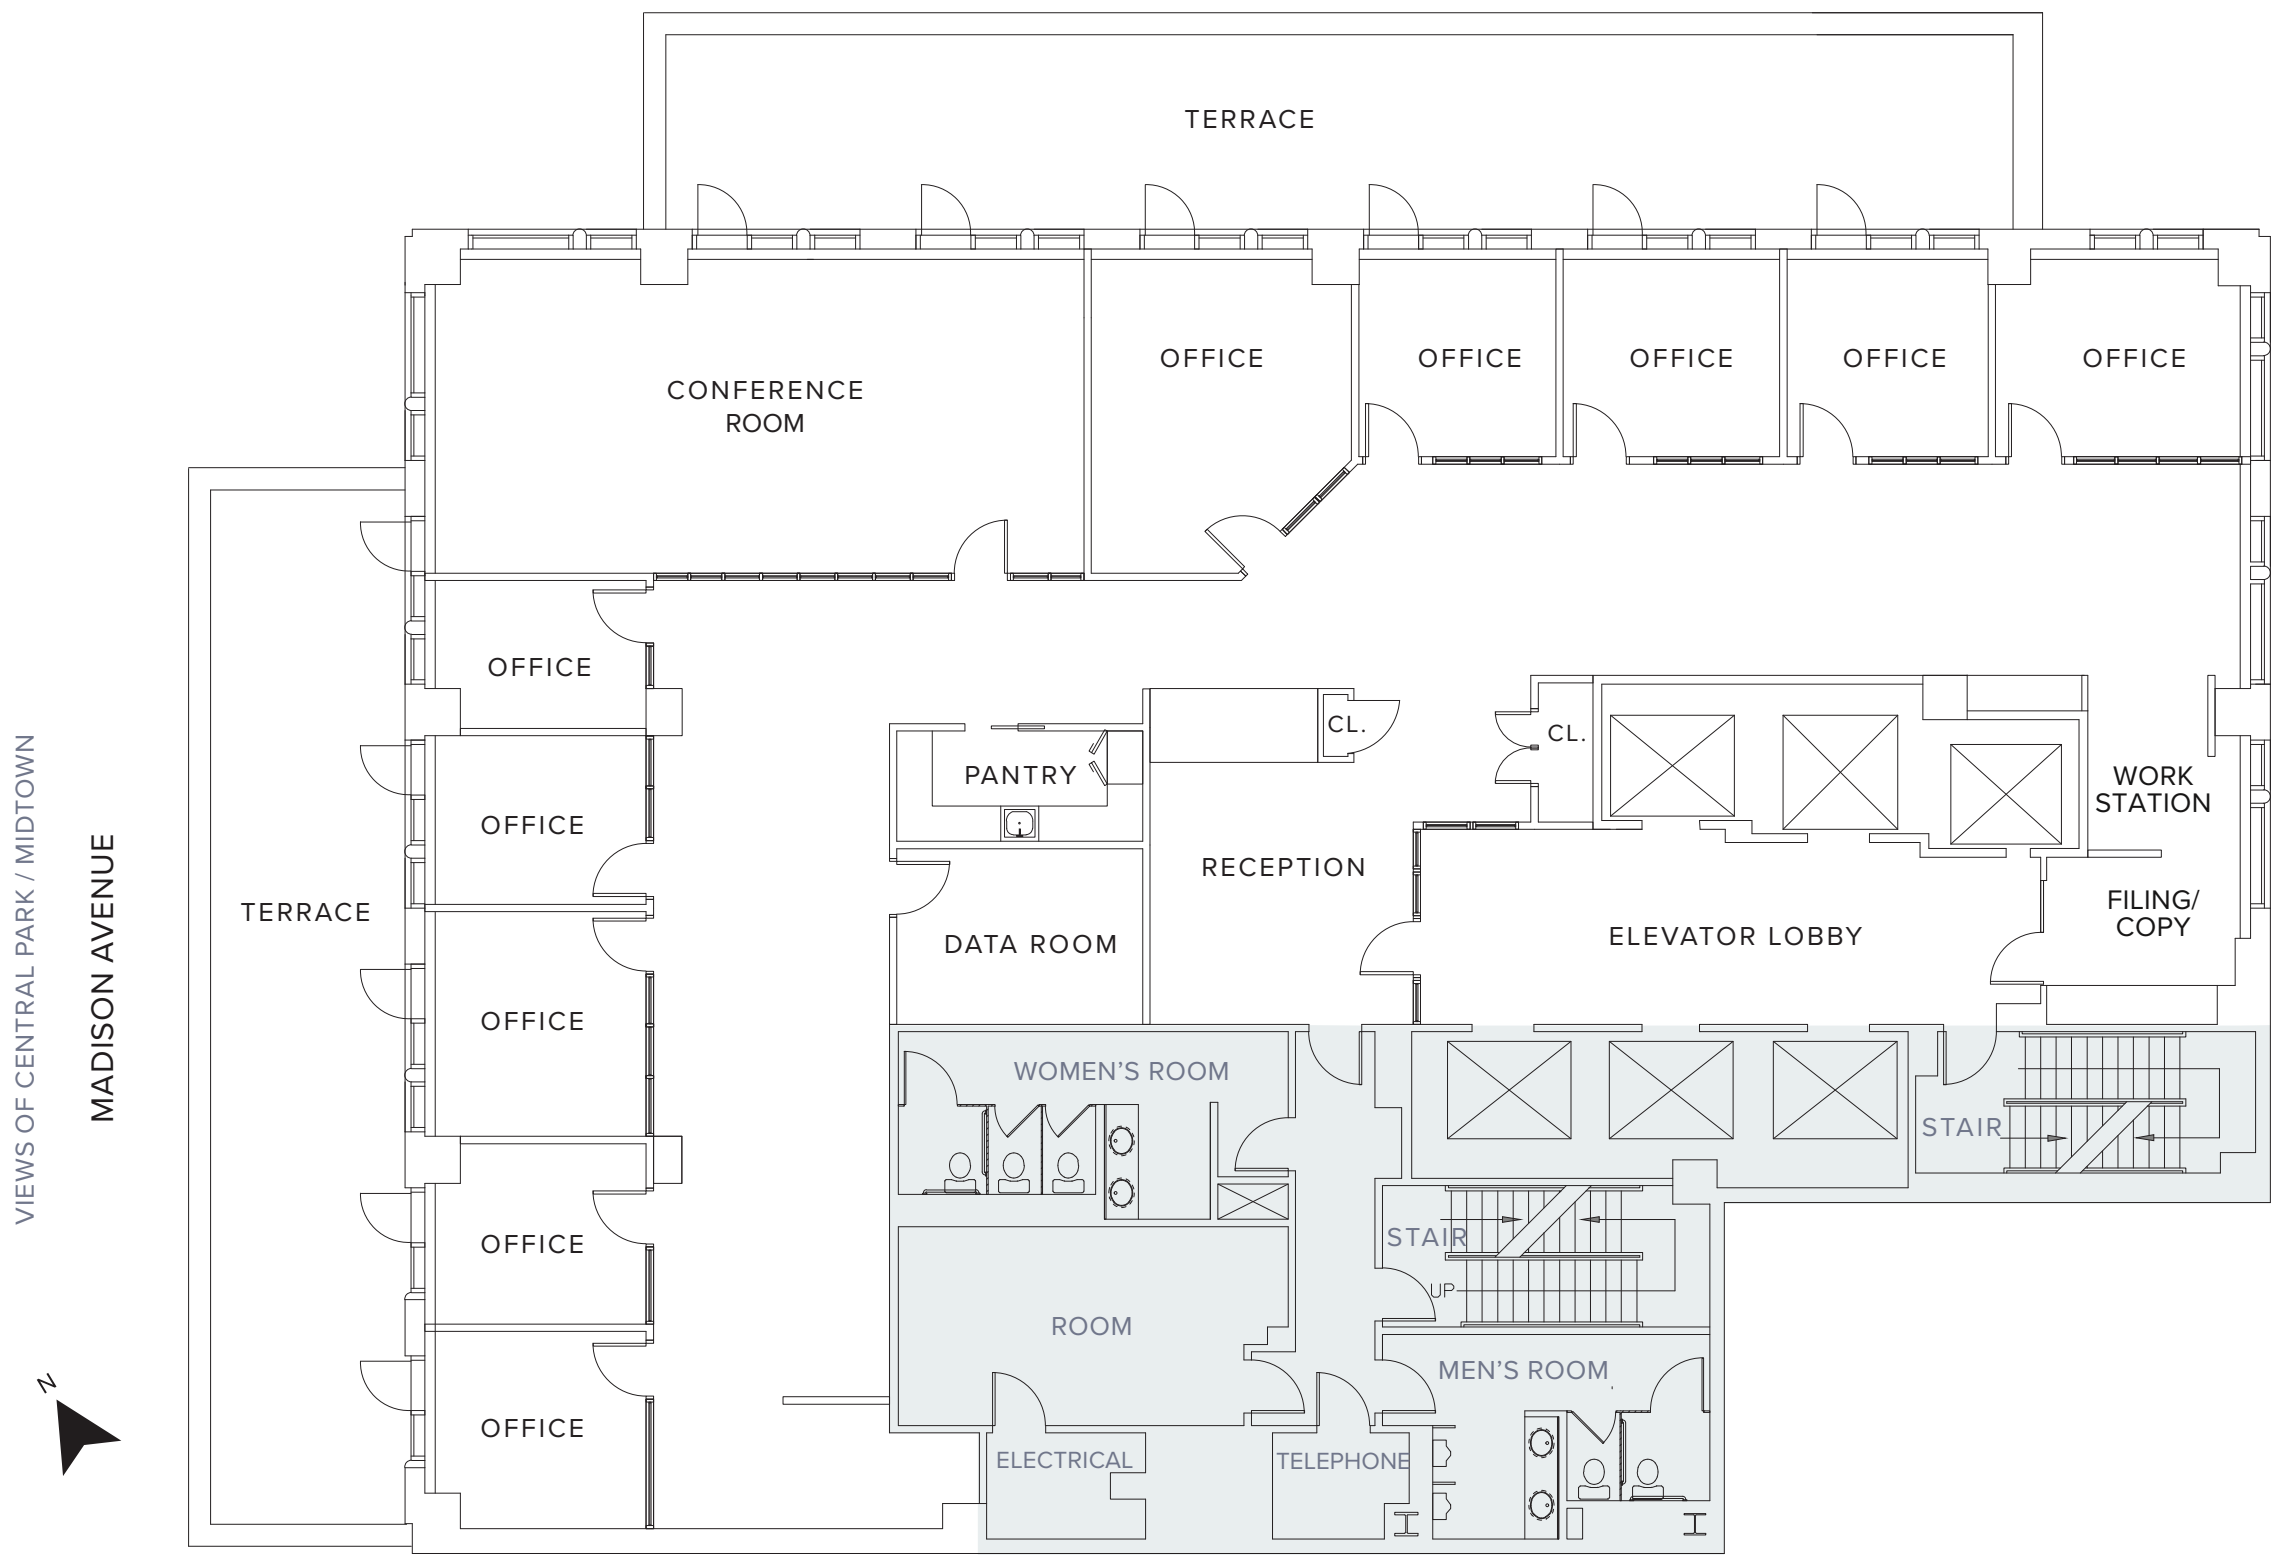 TERRACE
OFFICE
OFFICE
OFFICE
OFFICE
OFFICE
CONFERENCE
ROOM
OFFICE
CL.
CL.
PANTRY
WORK
STATION
OFFICE
RECEPTION
FILING/
COPY
TERRACE
DATA ROOM
ELEVATOR LOBBY
VIEWS OF CENTRAL PARK / MIDTOWN
MADISON AVENUE
OFFICE
WOMEN'S ROOM
STAIR
OFFICE
STAIR
UP
ROOM
MEN'S ROOM
N
OFFICE
ELECTRICAL
TELEPHONE